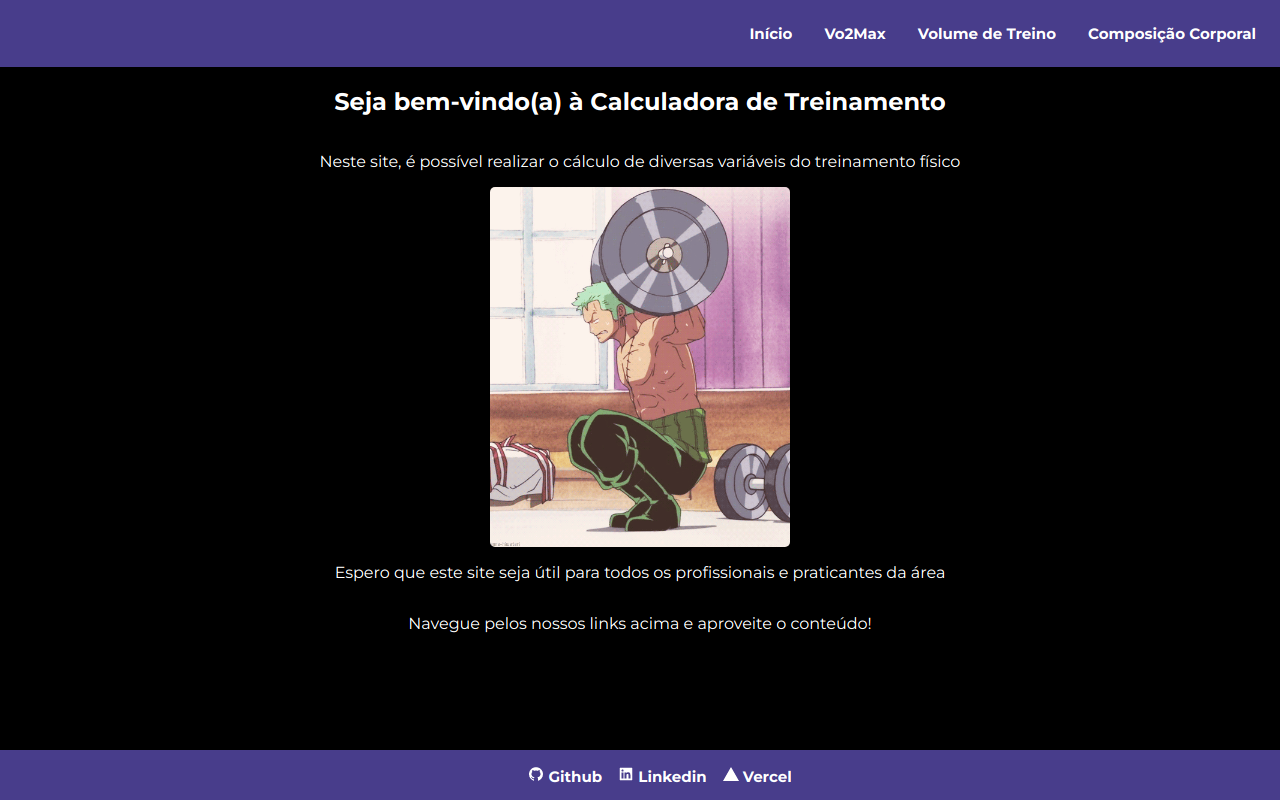 Início Vo2Max Volume de Treino Composição Corporal
Seja bem-vindo(a) à Calculadora de Treinamento
Neste site, é possível realizar o cálculo de diversas variáveis do treinamento físico
Espero que este site seja útil para todos os profissionais e praticantes da área
Navegue pelos nossos links acima e aproveite o conteúdo!
Github Linkedin Vercel